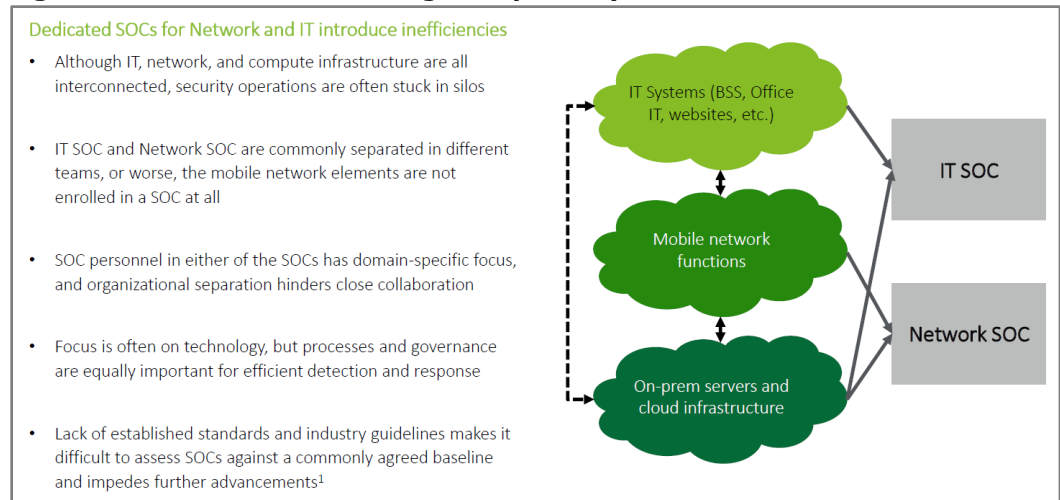 Dedicated SOCs for Network and IT introduce inefficiencies
• Although IT, network, and compute infrastructure are all
interconnected, security operations are often stuck in silos
• IT SOC and Network SOC are commonly separated in different
teams, or worse, the mobile network elements are not
enrolled in a SOC at all
• SOC personnel in either of the SOCs has domain-specific focus,
and organizational separation hinders close collaboration
• Focus is often on technology, but processes and governance
are equally important for efficient detection and response
• Lack of established standards and industry guidelines makes it
difficult to assess SOCs against a commonly agreed baseline
and impedes further advancements¹
IT Systems (BSS, Office
IT, websites, etc.)
Mobile network
functions
On-prem servers and
cloud infrastructure
IT SOC
Network SOC